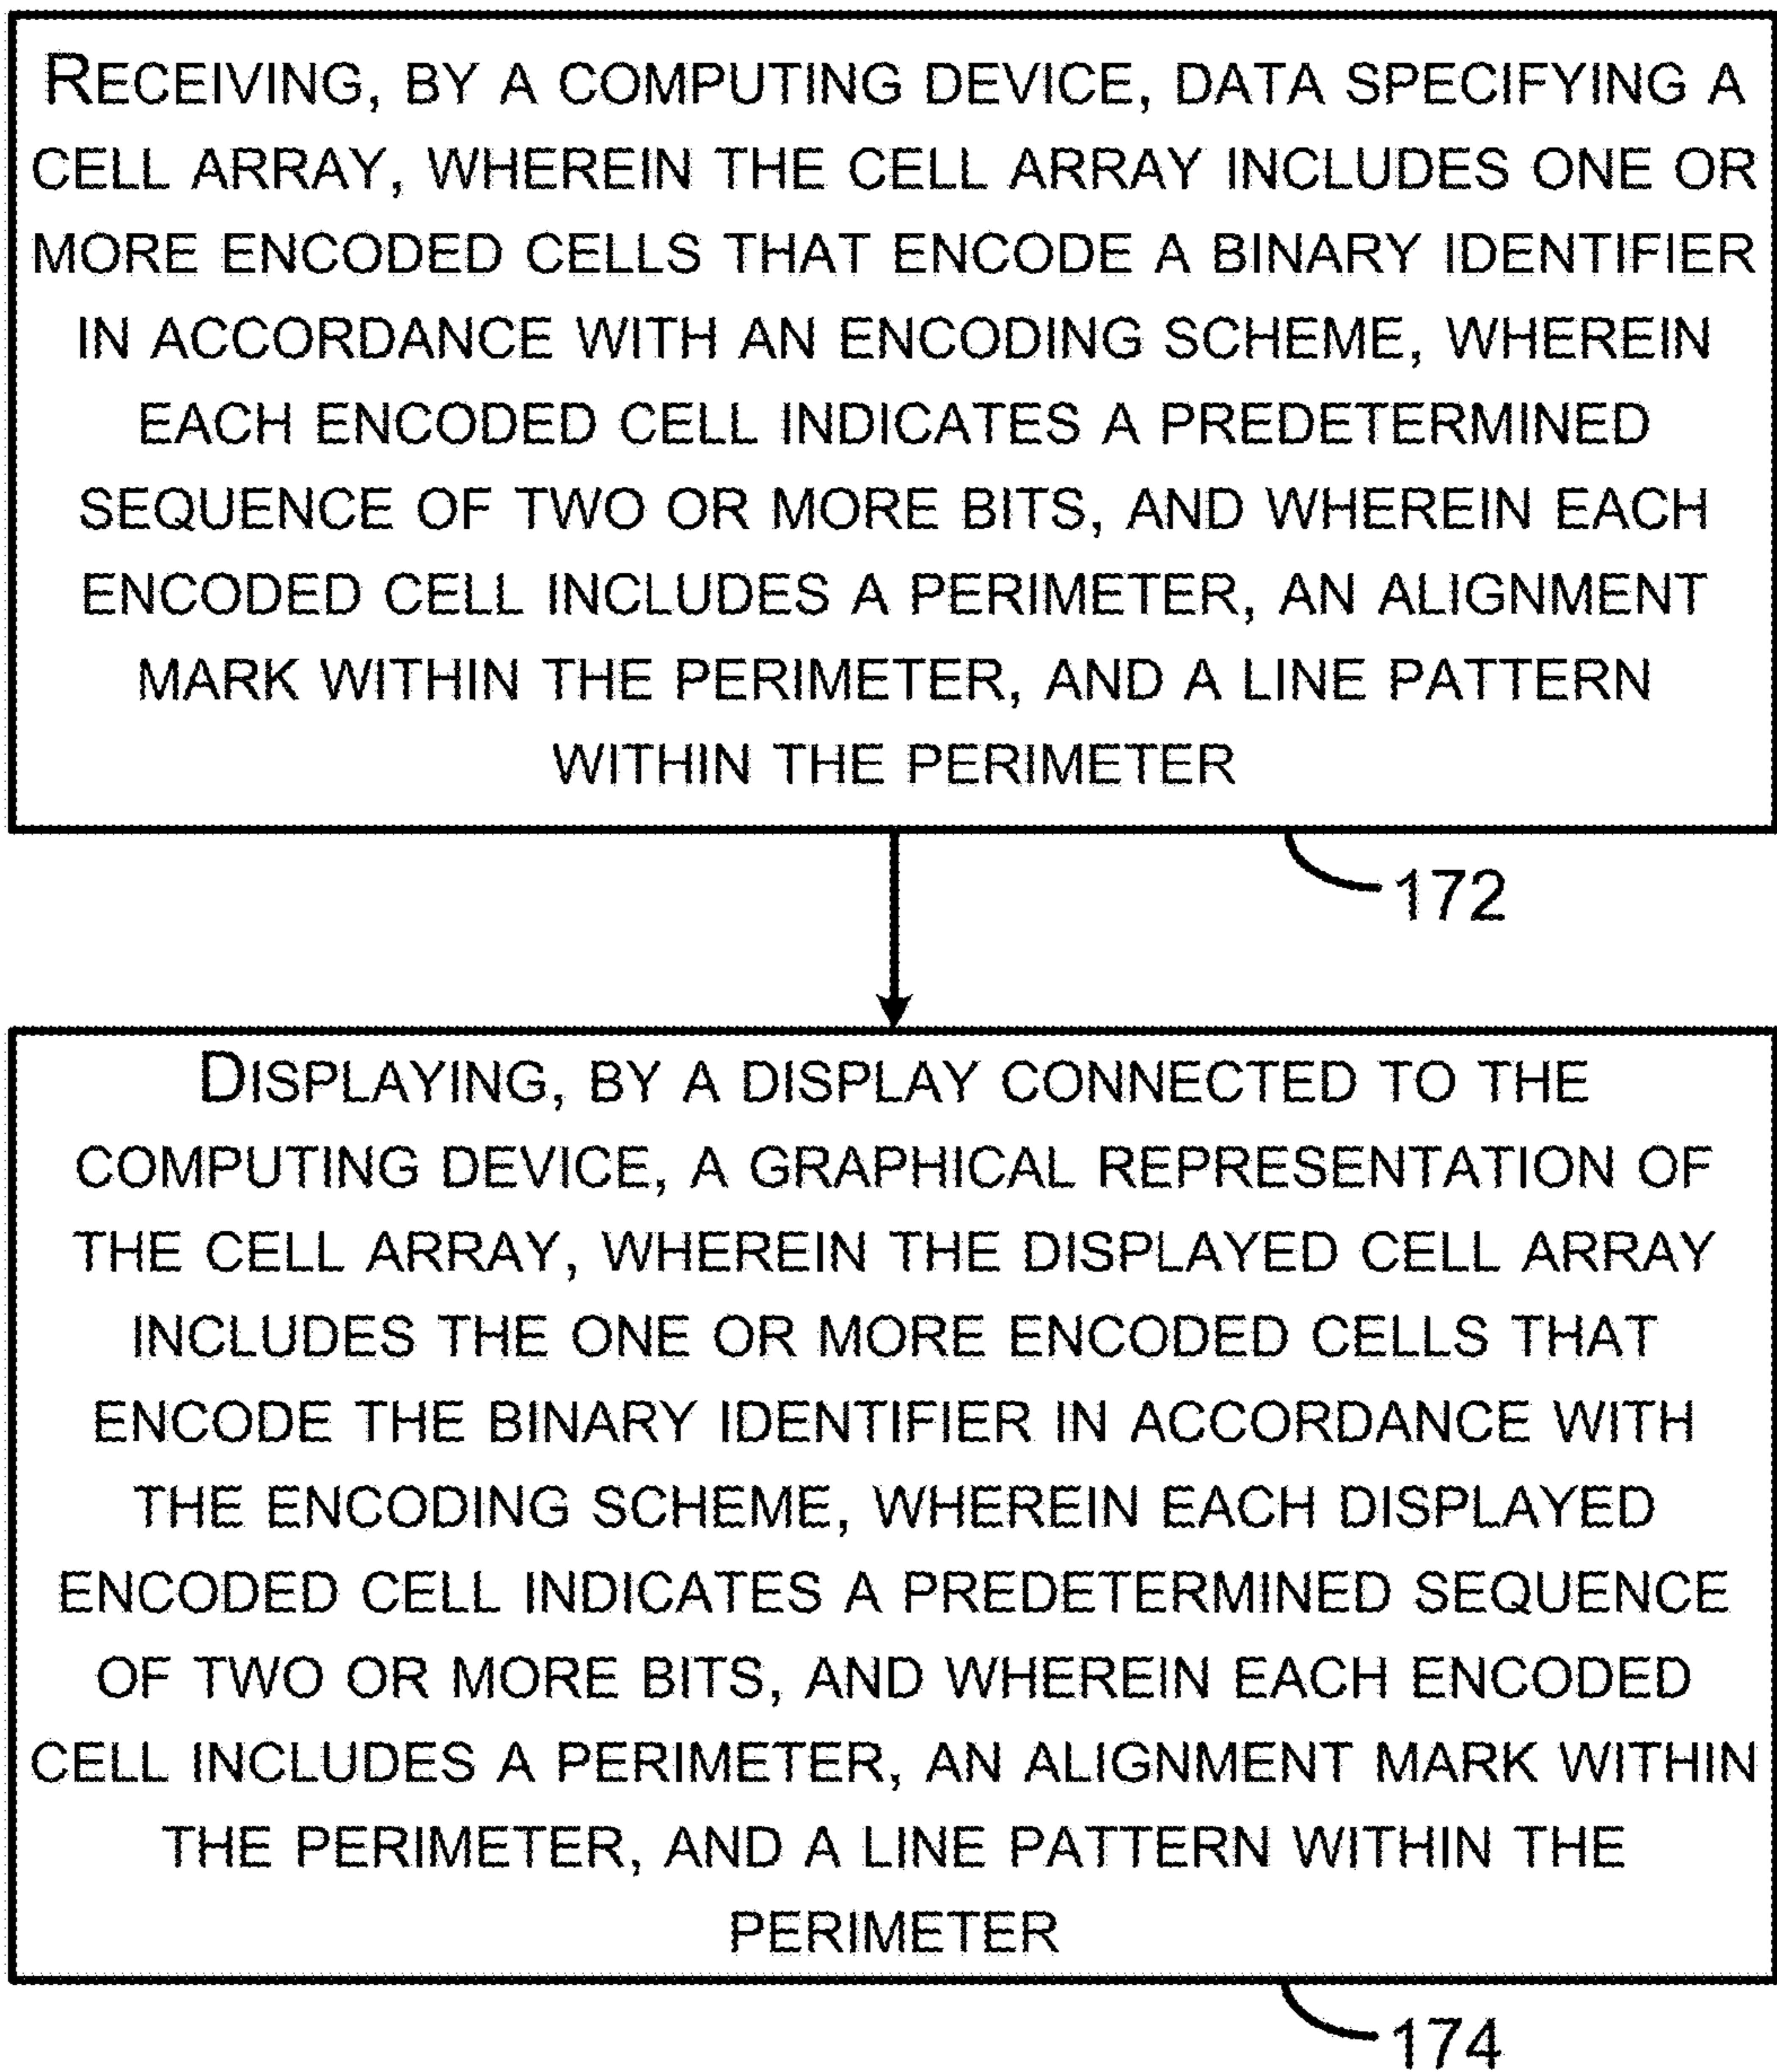 RECEIVING, BY A COMPUTING DEVICE, DATA SPECIFYING A
CELL ARRAY, WHEREIN THE CELL ARRAY INCLUDES ONE OR
MORE ENCODED CELLS THAT ENCODE A BINARY IDENTIFIER
IN ACCORDANCE WITH AN ENCODING SCHEME, WHEREIN
EACH ENCODED CELL INDICATES A PREDETERMINED
SEQUENCE OF TWO OR MORE BITS, AND WHEREIN EACH
ENCODED CELL INCLUDES A PERIMETER, AN ALIGNMENT
MARK WITHIN THE PERIMETER, AND A LINE PATTERN
WITHIN THE PERIMETER
172
DISPLAYING, BY A DISPLAY CONNECTED TO THE
COMPUTING DEVICE, A GRAPHICAL REPRESENTATION OF
THE CELL ARRAY, WHEREIN THE DISPLAYED CELL ARRAY
INCLUDES THE ONE OR MORE ENCODED CELLS THAT
ENCODE THE BINARY IDENTIFIER IN ACCORDANCE WITH
THE ENCODING SCHEME, WHEREIN EACH DISPLAYED
ENCODED CELL INDICATES A PREDETERMINED SEQUENCE
OF TWO OR MORE BITS, AND WHEREIN EACH ENCODED
CELL INCLUDES A PERIMETER, AN ALIGNMENT MARK WITHIN
THE PERIMETER, AND A LINE PATTERN WITHIN THE
PERIMETER
174